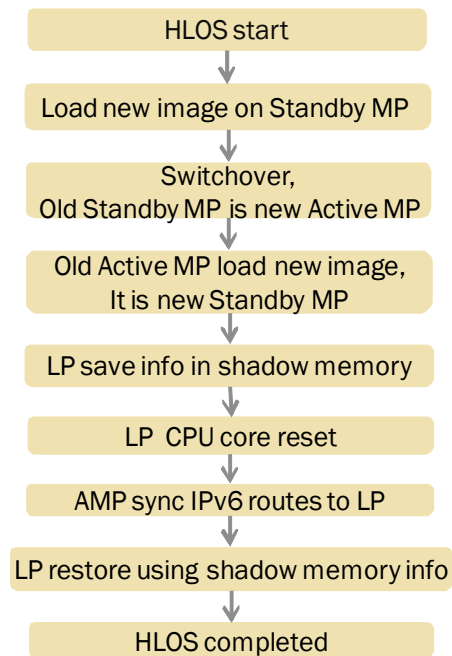 HLOS start
Load new image on Standby MP
Switchover,
Old Standby MP is new Active MP
Old Active MP load new image,
It is new Standby MP
LP save info in shadow memory
LP CPU core reset
AMP sync IPv6 routes to LP
LP restore using shadow memory info
HLOS completed